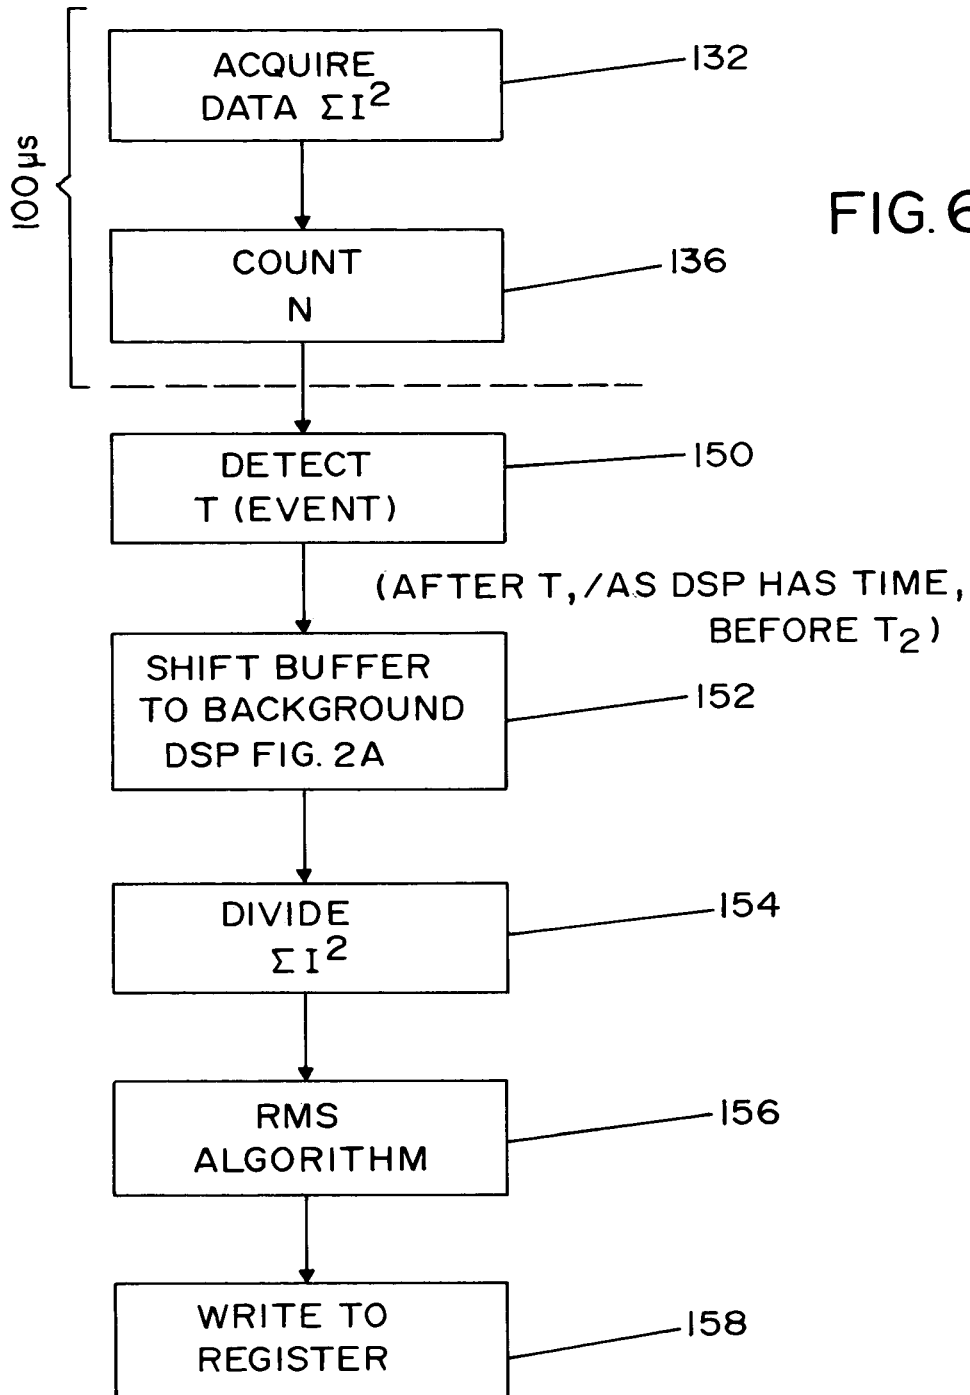 ACQUIRE
DATA ΣI²
132
100μs
FIG. 6
COUNT
N
136
DETECT
T (EVENT)
150
(AFTER T,/AS DSP HAS TIME,
BEFORE T₂)
SHIFT BUFFER
TO BACKGROUND
DSP FIG. 2A
152
DIVIDE
ΣI²
154
RMS
ALGORITHM
156
WRITE TO
REGISTER
158